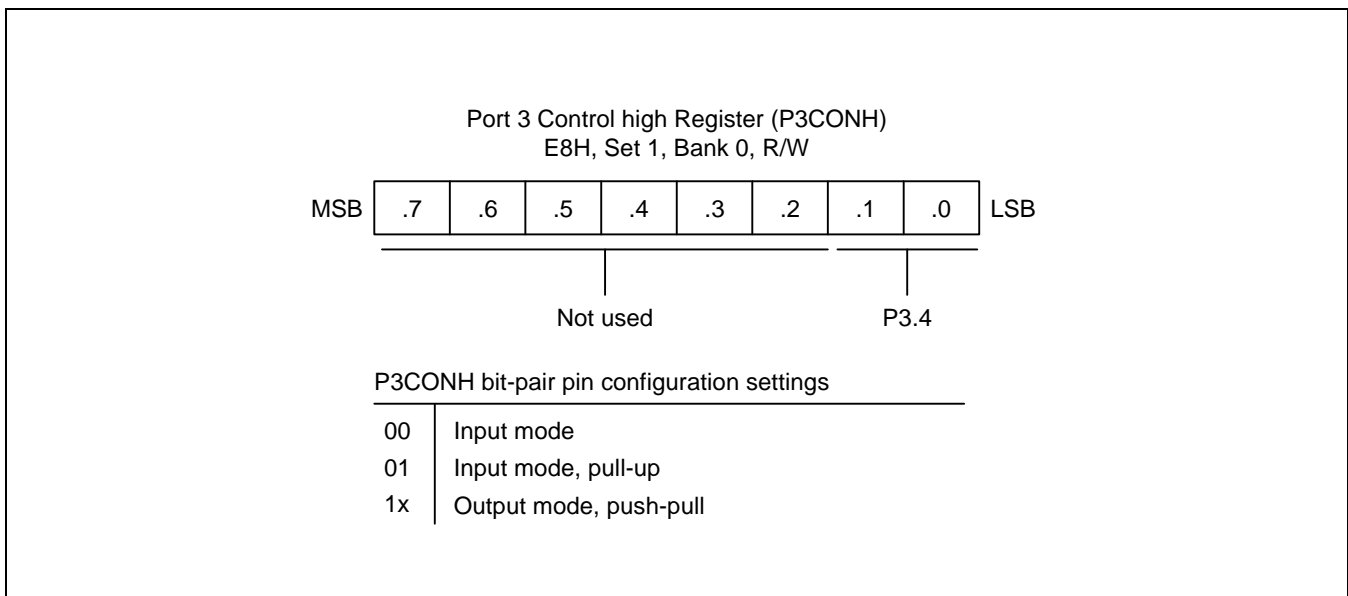 Port 3 Control high Register (P3CONH)
E8H, Set 1, Bank 0, R/W
MSB .7 .6 .5 .4 .3 .2 .1 .0 LSB
Not used P3.4
P3CONH bit-pair pin configuration settings
00 Input mode
01 Input mode, pull-up
1x Output mode, push-pull